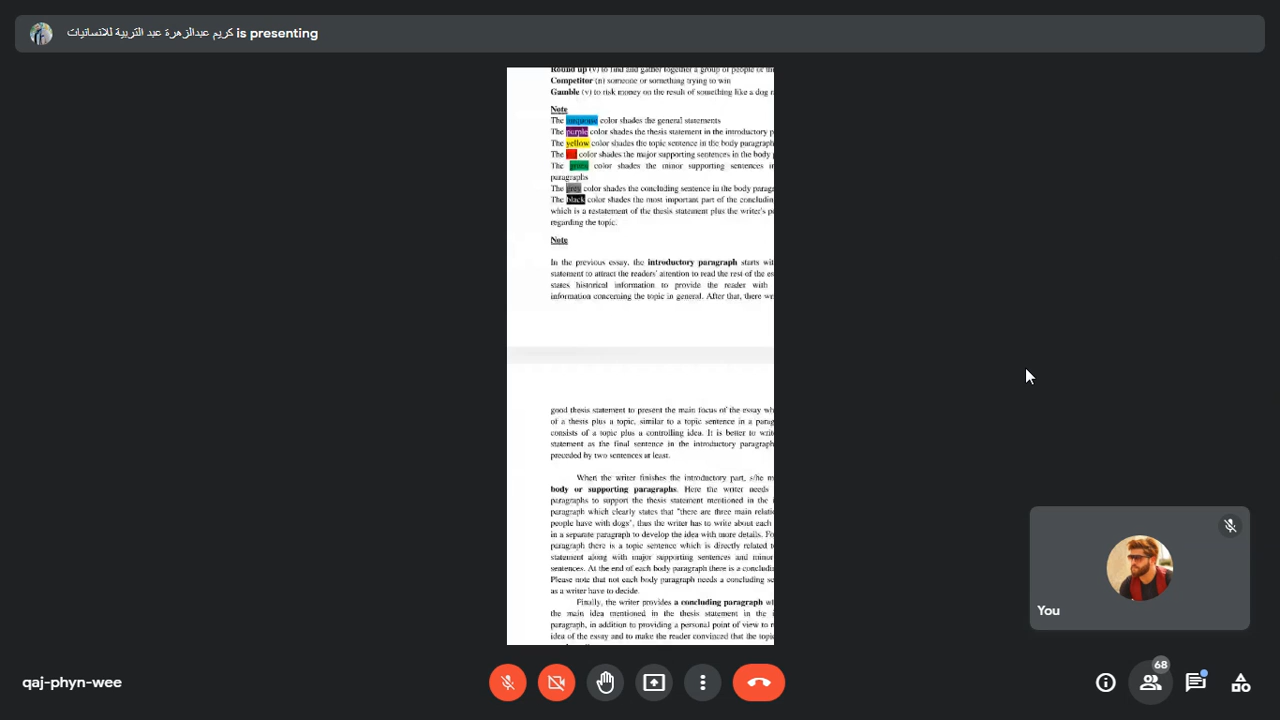 كريم عبدالزهرة عبد التربية للانسانيات is presenting
Round up (v) to find and gather together a group of people or
Competitor (n) someone or something trying to win
Gamble (v) to risk money on the result of something like a dog
Note
The turquoise color shades the general statements
The purple color shades the thesis statement in the introductory
The yellow color shades the topic sentence in the body paragraph
The color shades the major supporting sentences in the body
The green color shades the minor supporting sentences
paragraphs
The color shades the concluding sentence in the body
The black color shades the most important part of the
which is a restatement of the thesis statement plus the writer's
regarding the topic.
Note
In the previous essay, the introductory paragraph starts
statement to attract the readers' attention to read the rest of the
states historical information to provide the reader with
information concerning the topic in general. After that, there
good thesis statement to present the main focus of the essay
of a thesis plus a topic, similar to a topic sentence in a
consists of a topic plus a controlling idea. It is better to
statement as the final sentence in the introductory paragraph
preceded by two sentences at least.
When the writer finishes the introductory part, s/he
body or supporting paragraphs. Here the writer needs
paragraphs to support the thesis statement mentioned in the
paragraph which clearly states that "there are three main
people have with dogs", thus the writer has to write about each
in a separate paragraph to develop the idea with more details.
paragraph there is a topic sentence which is directly related
statement along with major supporting sentences and minor
sentences. At the end of each body paragraph there is a
Please note that not each body paragraph needs a concluding
as a writer have to decide.
Finally, the writer provides a concluding paragraph
the main idea mentioned in the thesis statement in the
paragraph, in addition to providing a personal point of view to
idea of the essay and to make the reader convinced that the topic
You
qaj-phyn-wee
68